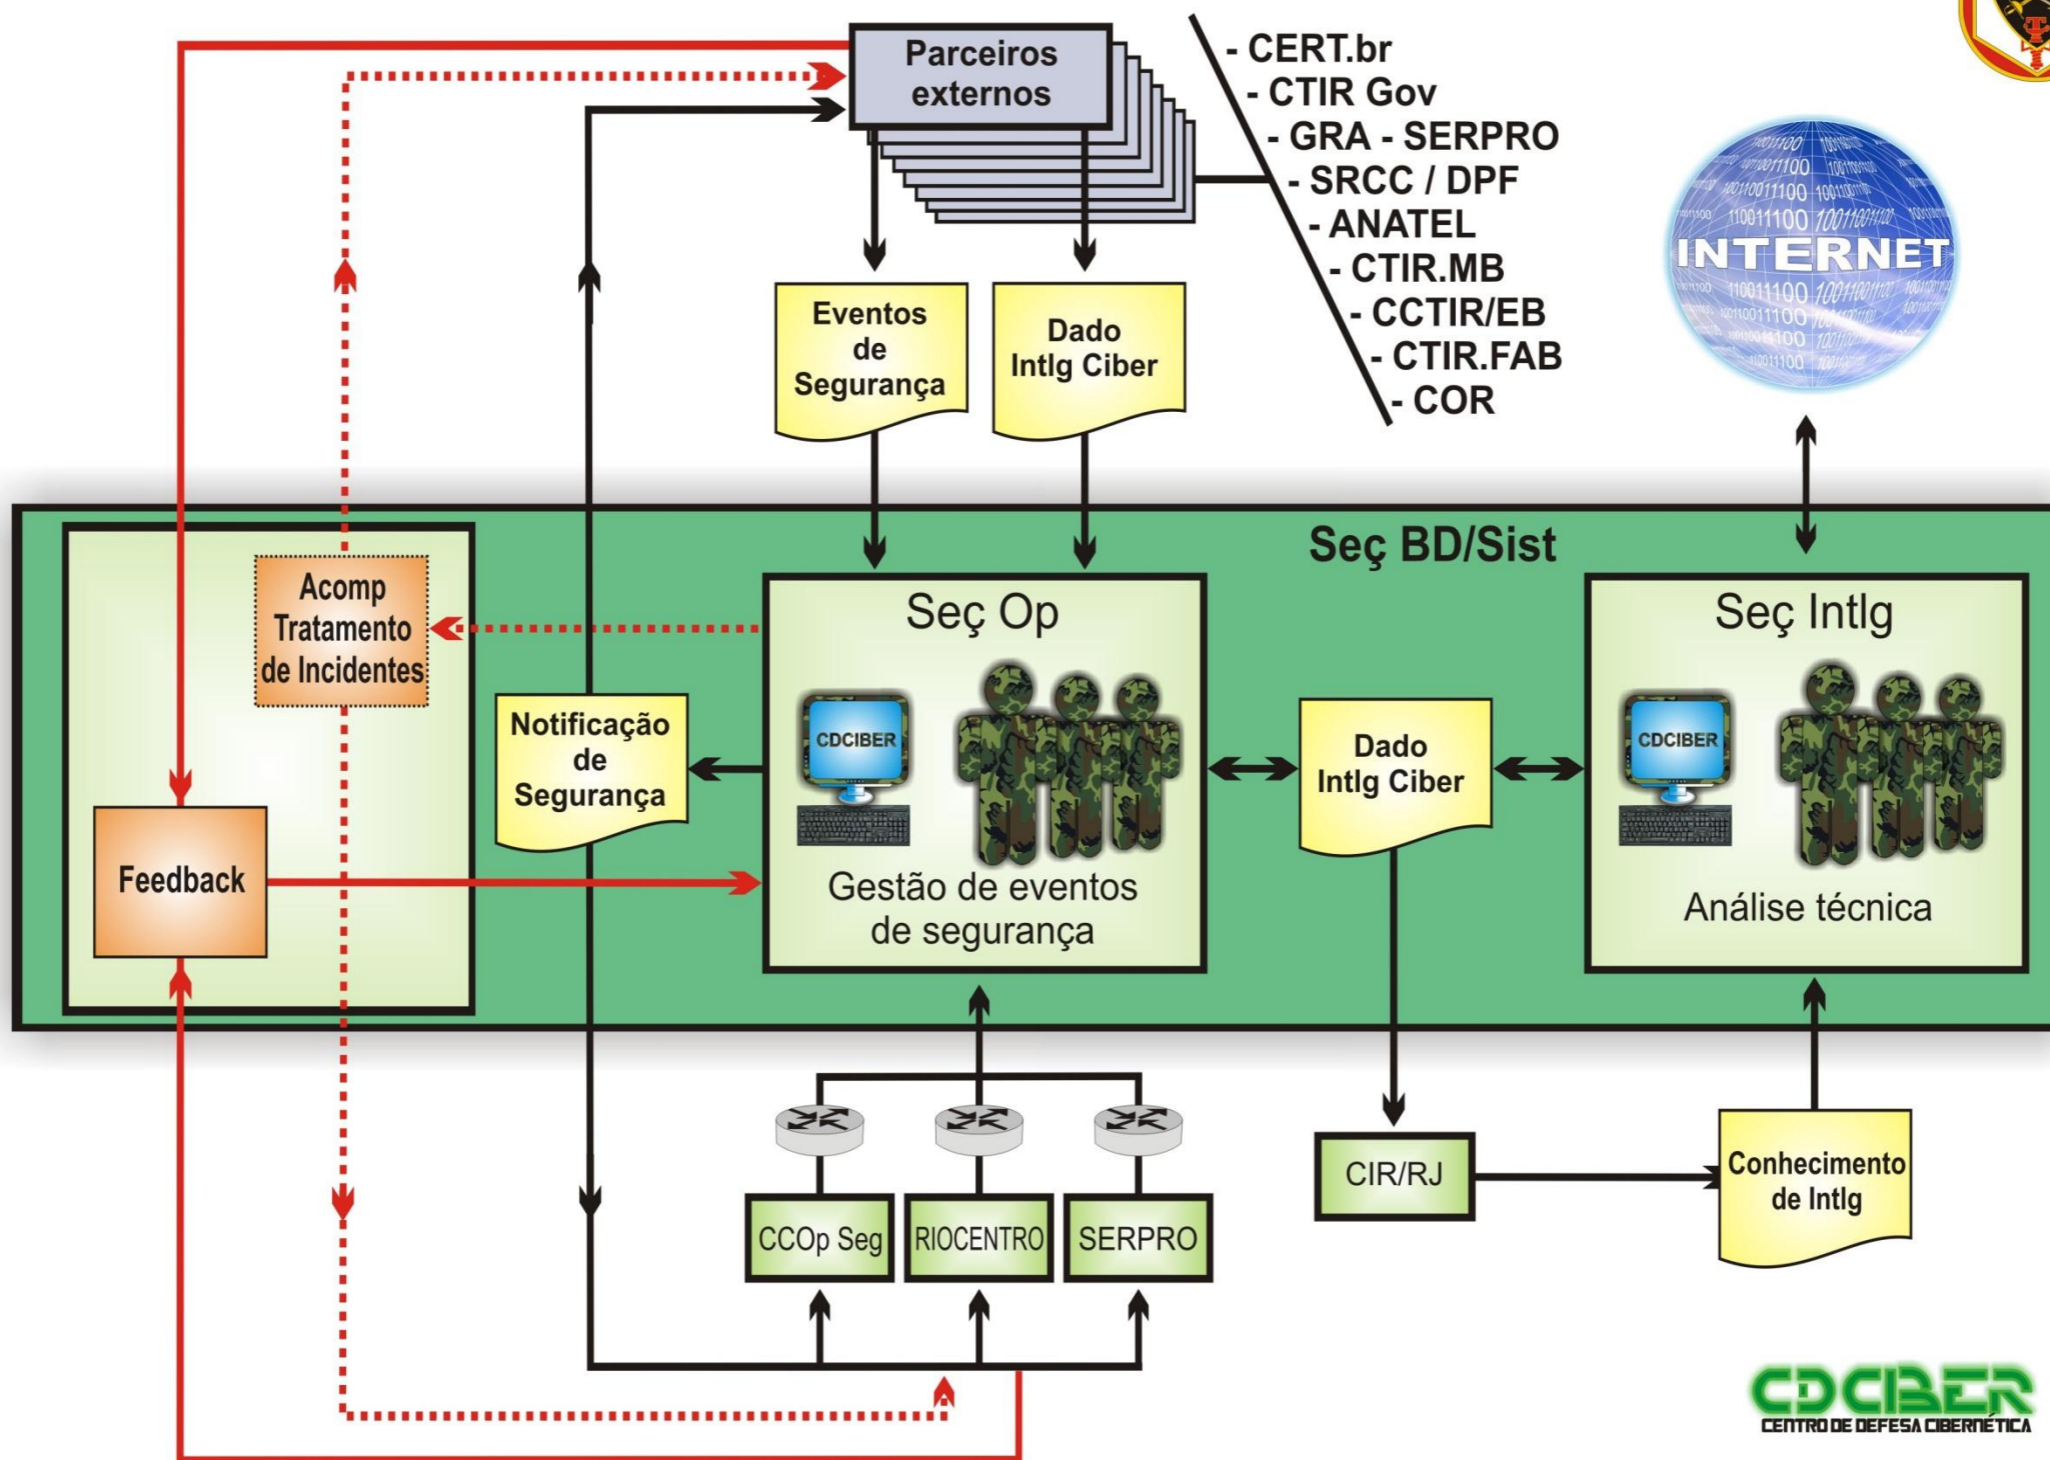 Parceiros
externos
- CERT.br
- CTIR Gov
- GRA - SERPRO
- SRCC / DPF
- ANATEL
- CTIR.MB
- CCTIR/EB
- CTIR.FAB
- COR
INTERNET
Eventos
de
Segurança
Dado
Intlg Ciber
Seç BD/Sist
Acomp
Tratamento
de Incidentes
Seç Op
CDCIBER
Gestão de eventos
de segurança
Seç Intlg
CDCIBER
Análise técnica
Notificação
de
Segurança
Dado
Intlg Ciber
Feedback
CCOp Seg
RIOCENTRO
SERPRO
CIR/RJ
Conhecimento
de Intlg
CDCIBER
CENTRO DE DEFESA CIBERNÉTICA